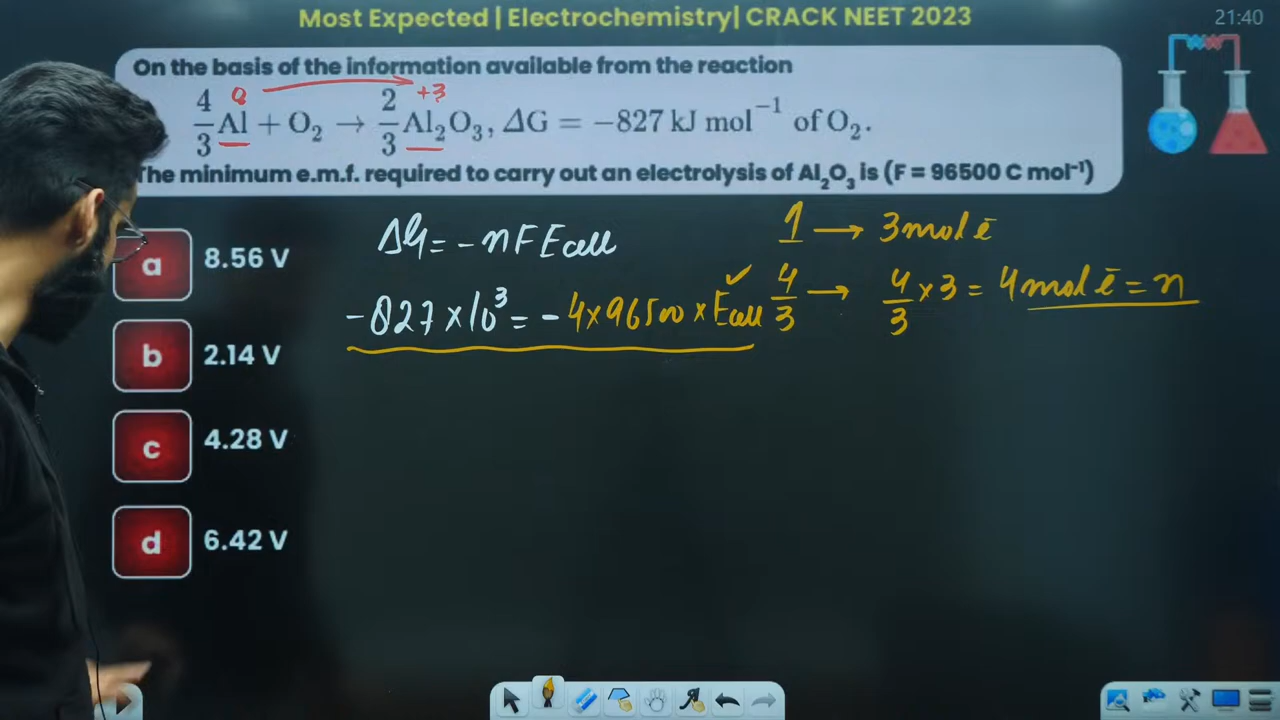 Most Expected | Electrochemistry| CRACK NEET 2023
21:40
On the basis of the information available from the reaction
0 +3
4/3 Al + O₂ → 2/3 Al₂O₃, ΔG = −827 kJ mol⁻¹ of O₂.
The minimum e.m.f. required to carry out an electrolysis of Al₂O₃ is (F = 96500 C mol⁻¹)
a 8.56 V
b 2.14 V
c 4.28 V
d 6.42 V
ΔG = - nFEcell
-827 × 10³ = - 4×96500 × Ecell
1 → 3 mol ē
4/3 → 4/3 × 3 = 4 mol ē = n